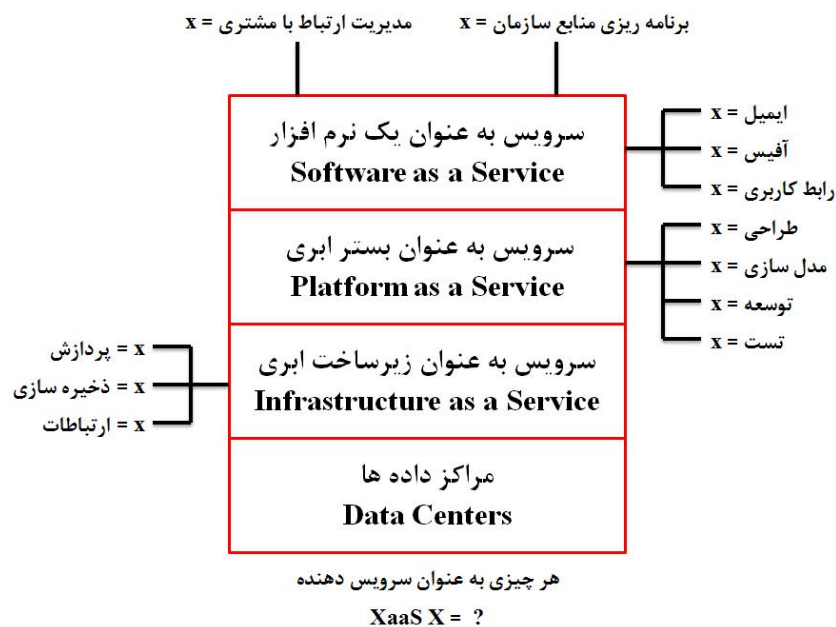 برنامه ریزی منابع سازمان = x
مدیریت ارتباط با مشتری = x
سرویس به عنوان یک نرم افزار
Software as a Service
ایمیل = x
آفیس = x
رابط کاربری = x
سرویس به عنوان بستر ابری
Platform as a Service
طراحی = x
مدل سازی = x
توسعه = x
تست = x
سرویس به عنوان زیرساخت ابری
Infrastructure as a Service
x = پردازش
x = ذخیره سازی
x = ارتباطات
مراکز داده ها
Data Centers
هر چیزی به عنوان سرویس دهنده
XaaS X = ?